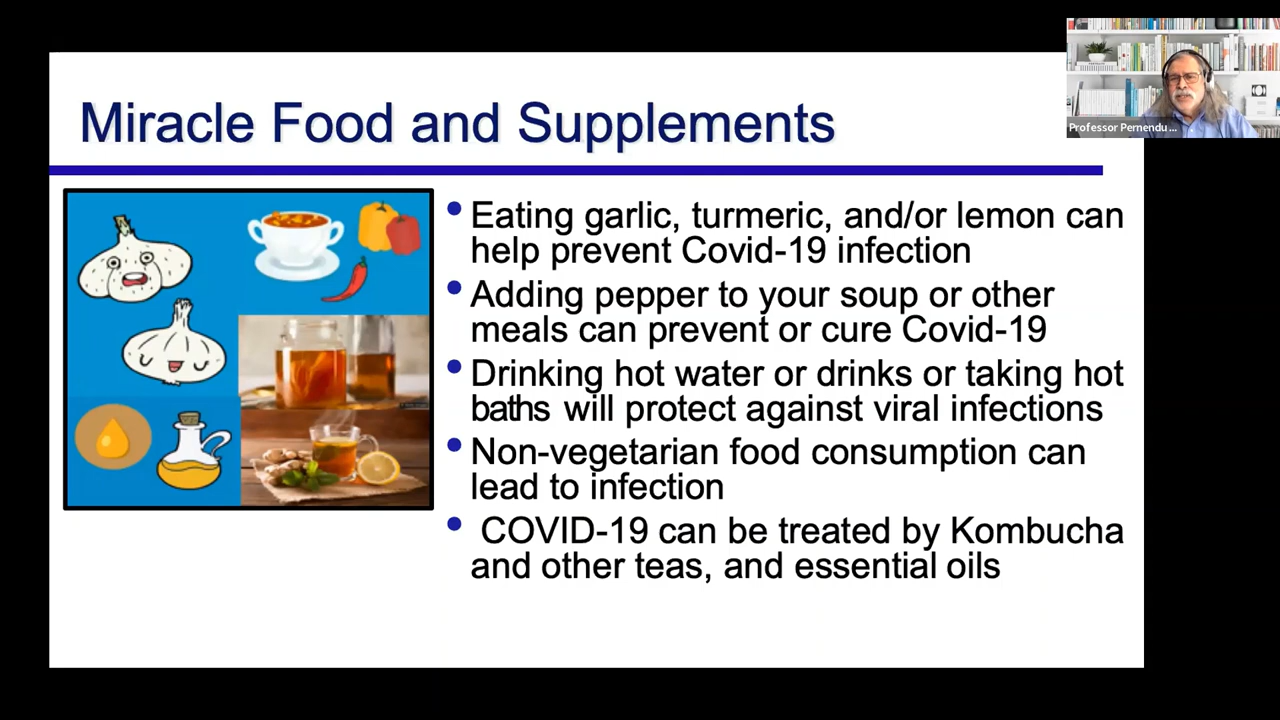 Professor Pernendu ...
Miracle Food and Supplements
• Eating garlic, turmeric, and/or lemon can
help prevent Covid-19 infection
• Adding pepper to your soup or other
meals can prevent or cure Covid-19
• Drinking hot water or drinks or taking hot
baths will protect against viral infections
• Non-vegetarian food consumption can
lead to infection
• COVID-19 can be treated by Kombucha
and other teas, and essential oils